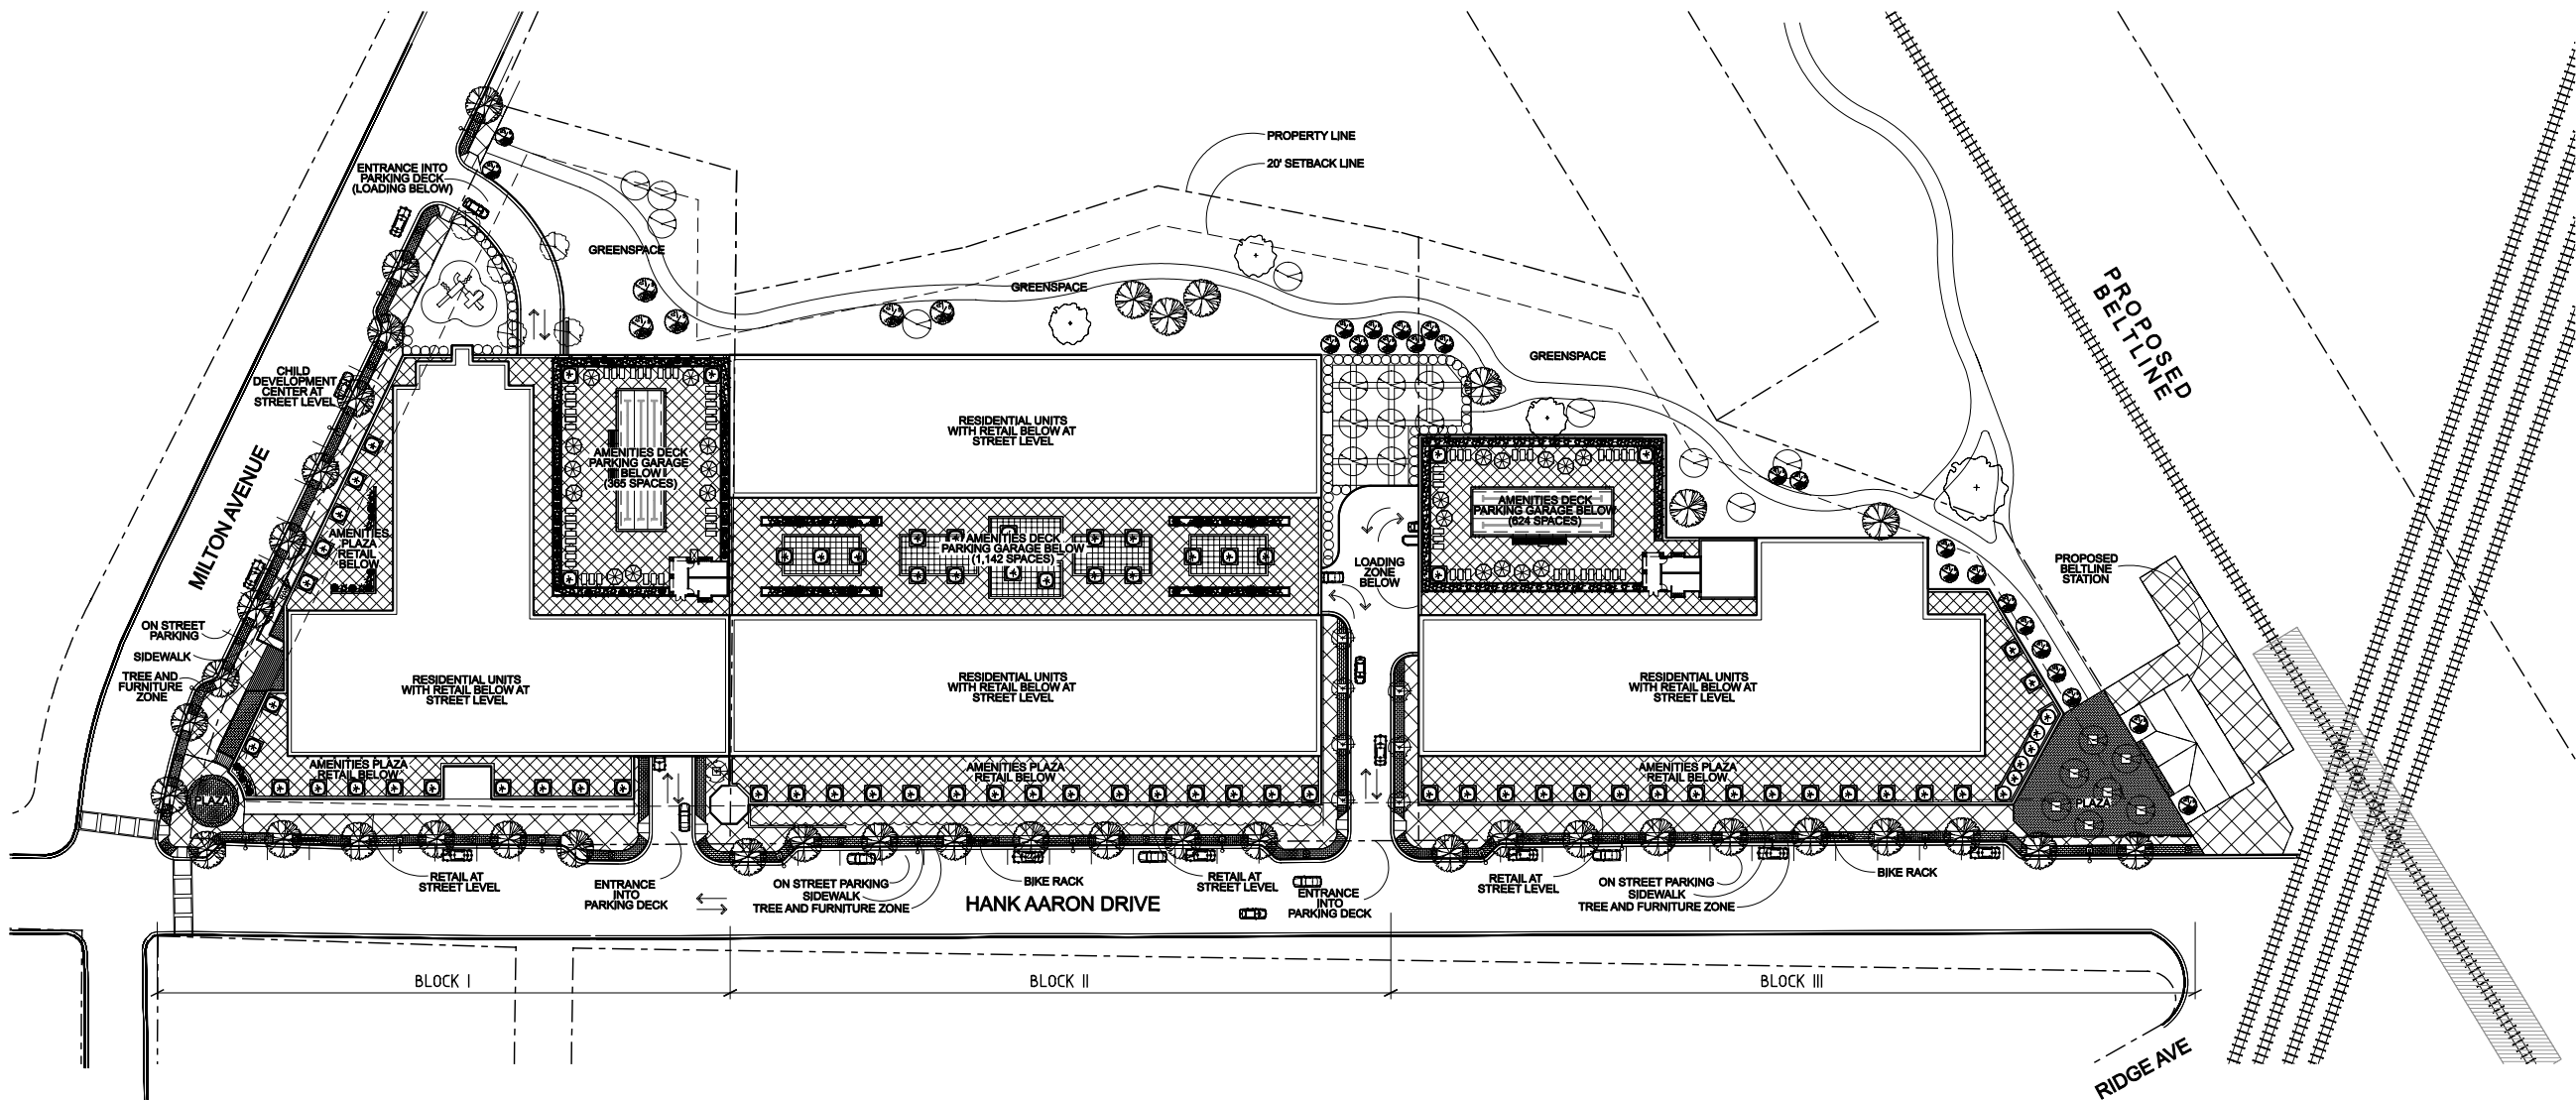 PROPERTY LINE
20' SETBACK LINE
ENTRANCE INTO
PARKING DECK
(LOADING BELOW)
GREENSPACE
GREENSPACE
GREENSPACE
PROPOSED
BELTLINE
CHILD
DEVELOPMENT
CENTER AT
STREET LEVEL
MILTON AVENUE
AMENITIES DECK
PARKING GARAGE
BELOW
(365 SPACES)
RESIDENTIAL UNITS
WITH RETAIL BELOW AT
STREET LEVEL
AMENITIES
PLAZA
RETAIL
BELOW
AMENITIES DECK
PARKING GARAGE BELOW
(1,142 SPACES)
AMENITIES DECK
PARKING GARAGE BELOW
(624 SPACES)
LOADING
ZONE
BELOW
PROPOSED
BELTLINE
STATION
ON STREET
PARKING
SIDEWALK
TREE AND
FURNITURE
ZONE
RESIDENTIAL UNITS
WITH RETAIL BELOW AT
STREET LEVEL
RESIDENTIAL UNITS
WITH RETAIL BELOW AT
STREET LEVEL
RESIDENTIAL UNITS
WITH RETAIL BELOW AT
STREET LEVEL
AMENITIES PLAZA
RETAIL BELOW
AMENITIES PLAZA
RETAIL BELOW
AMENITIES PLAZA
RETAIL BELOW
PLAZA
PLAZA
RETAIL AT
STREET LEVEL
ENTRANCE
INTO
PARKING DECK
ON STREET PARKING
SIDEWALK
TREE AND FURNITURE ZONE
BIKE RACK
HANK AARON DRIVE
RETAIL AT
STREET LEVEL
ENTRANCE
INTO
PARKING DECK
RETAIL AT
STREET LEVEL
ON STREET PARKING
SIDEWALK
TREE AND FURNITURE ZONE
BIKE RACK
BLOCK I
BLOCK II
BLOCK III
RIDGE AVE